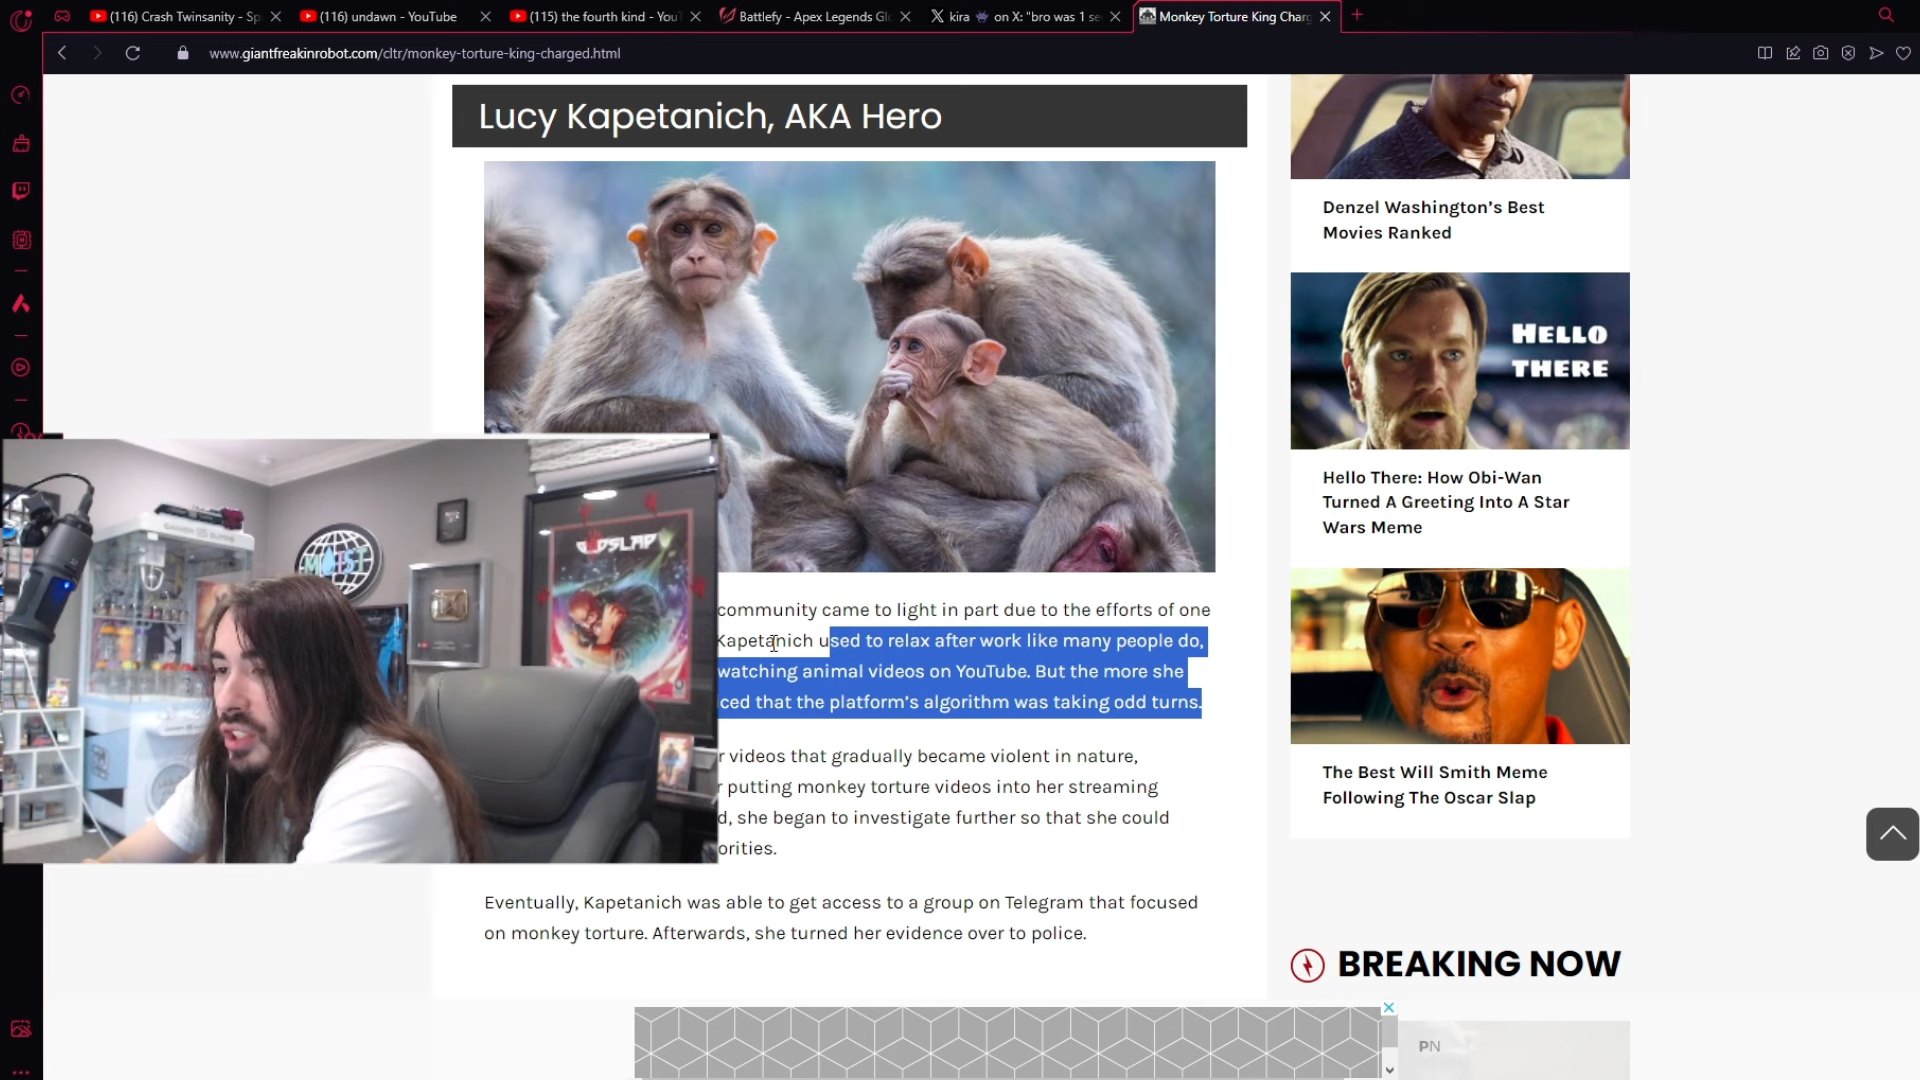 (116) Crash Twinsanity - Sp
(116) undawn - YouTube
(115) the fourth kind - You
Battlefy - Apex Legends Gl
kira on X: "bro was 1 se
Monkey Torture King Charg
www.giantfreakinrobot.com/cltr/monkey-torture-king-charged.html
Lucy Kapetanich, AKA Hero
community came to light in part due to the efforts of one
Kapetanich used to relax after work like many people do,
watching animal videos on YouTube. But the more she
ced that the platform's algorithm was taking odd turns.
r videos that gradually became violent in nature,
r putting monkey torture videos into her streaming
d, she began to investigate further so that she could
orities.
Eventually, Kapetanich was able to get access to a group on Telegram that focused
on monkey torture. Afterwards, she turned her evidence over to police.
MOIST
GODSLAP
Denzel Washington's Best
Movies Ranked
HELLO
THERE
Hello There: How Obi-Wan
Turned A Greeting Into A Star
Wars Meme
The Best Will Smith Meme
Following The Oscar Slap
BREAKING NOW
PN